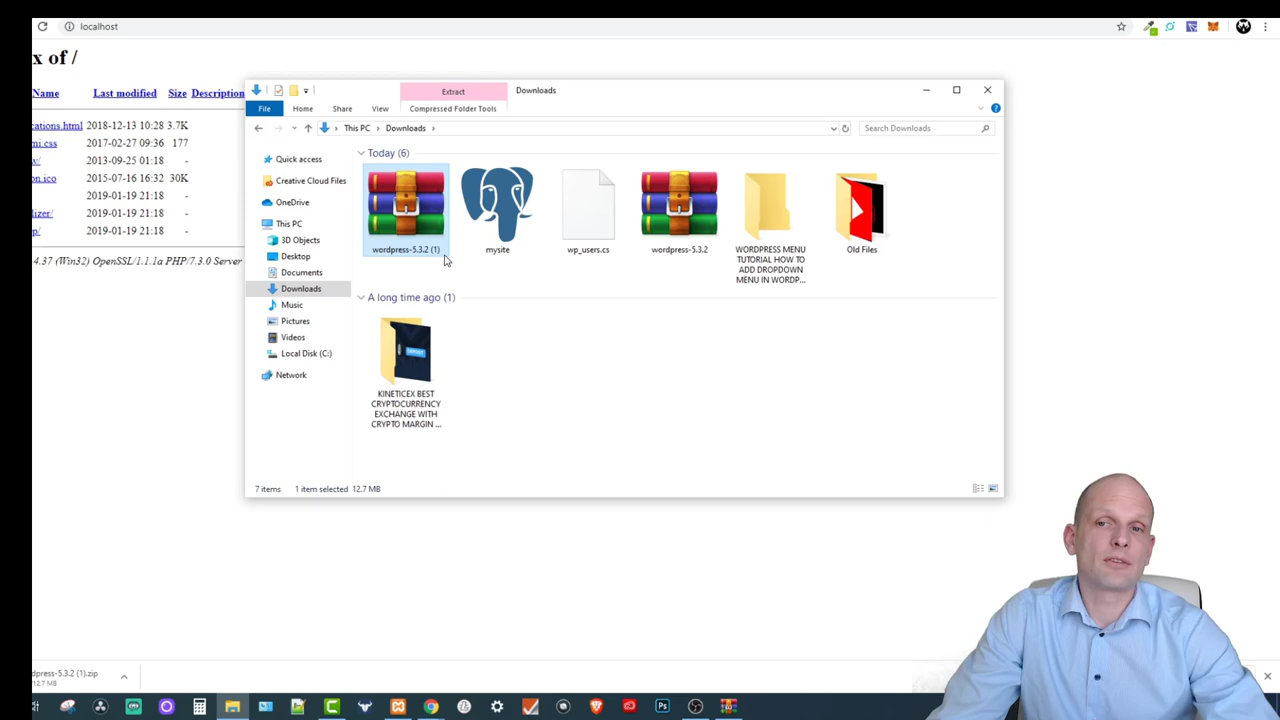 localhost
x of /
Name Last modified Size Description
cations.html 2018-12-13 10:28 3.7K
mi.css 2017-02-27 09:36 177
w/ 2013-09-25 01:18 -
on.ico 2015-07-16 16:32 30K
2019-01-19 21:18 -
lizer/ 2019-01-19 21:18 -
p/ 2019-01-19 21:18 -
4.37 (Win32) OpenSSL/1.1.1a PHP/7.3.0 Server
Extract Downloads
File Home Share View Compressed Folder Tools
This PC Downloads
Search Downloads
Quick access
Creative Cloud Files
OneDrive
This PC
3D Objects
Desktop
Documents
Downloads
Music
Pictures
Videos
Local Disk (C:)
Network
Today (6)
wordpress-5.3.2 (1)
mysite
wp_users.cs
wordpress-5.3.2
WORDPRESS MENU
TUTORIAL HOW TO
ADD DROPDOWN
MENU IN WORDP...
Old Files
A long time ago (1)
KINETICEX BEST
CRYPTOCURRENCY
EXCHANGE WITH
CRYPTO MARGIN ...
7 items 1 item selected 12.7 MB
dpress-5.3.2 (1).zip
12.7 MB
Ps